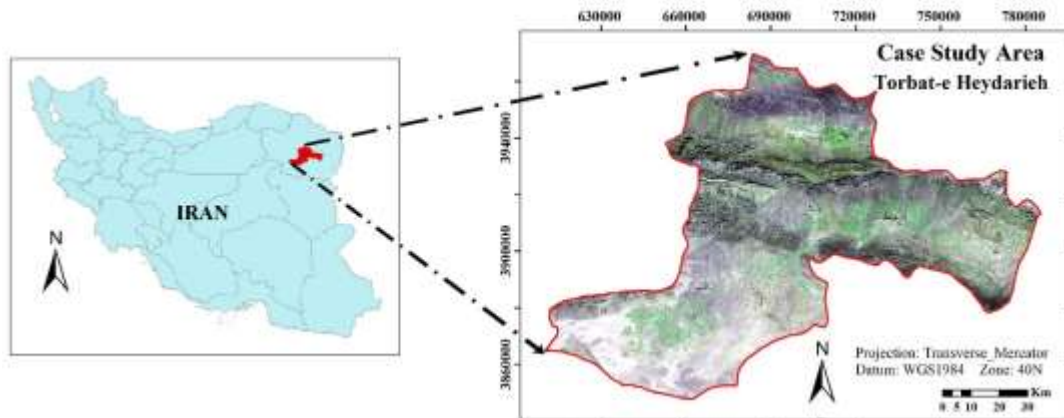 630000 660000 690000 720000 750000 780000
Case Study Area
Torbat-e Heydarieh
3940000
IRAN
N
3900000
N
Projection: Transverse_Mercator
Datum: WGS1984 Zone: 40N
3860000
Km
0 5 10 20 30